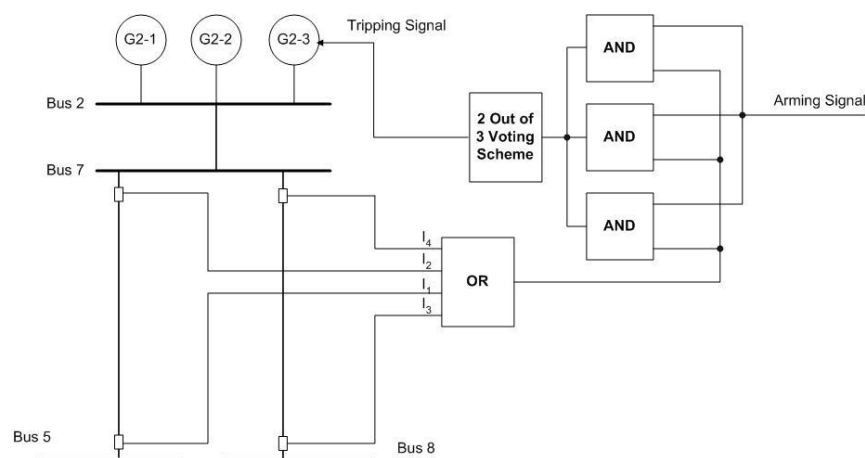 G2-1
G2-2
G2-3
Tripping Signal
AND
Bus 2
2 Out of
3 Voting
Scheme
AND
Arming Signal
Bus 7
AND
I4
I2
I1
I3
OR
Bus 5
Bus 8